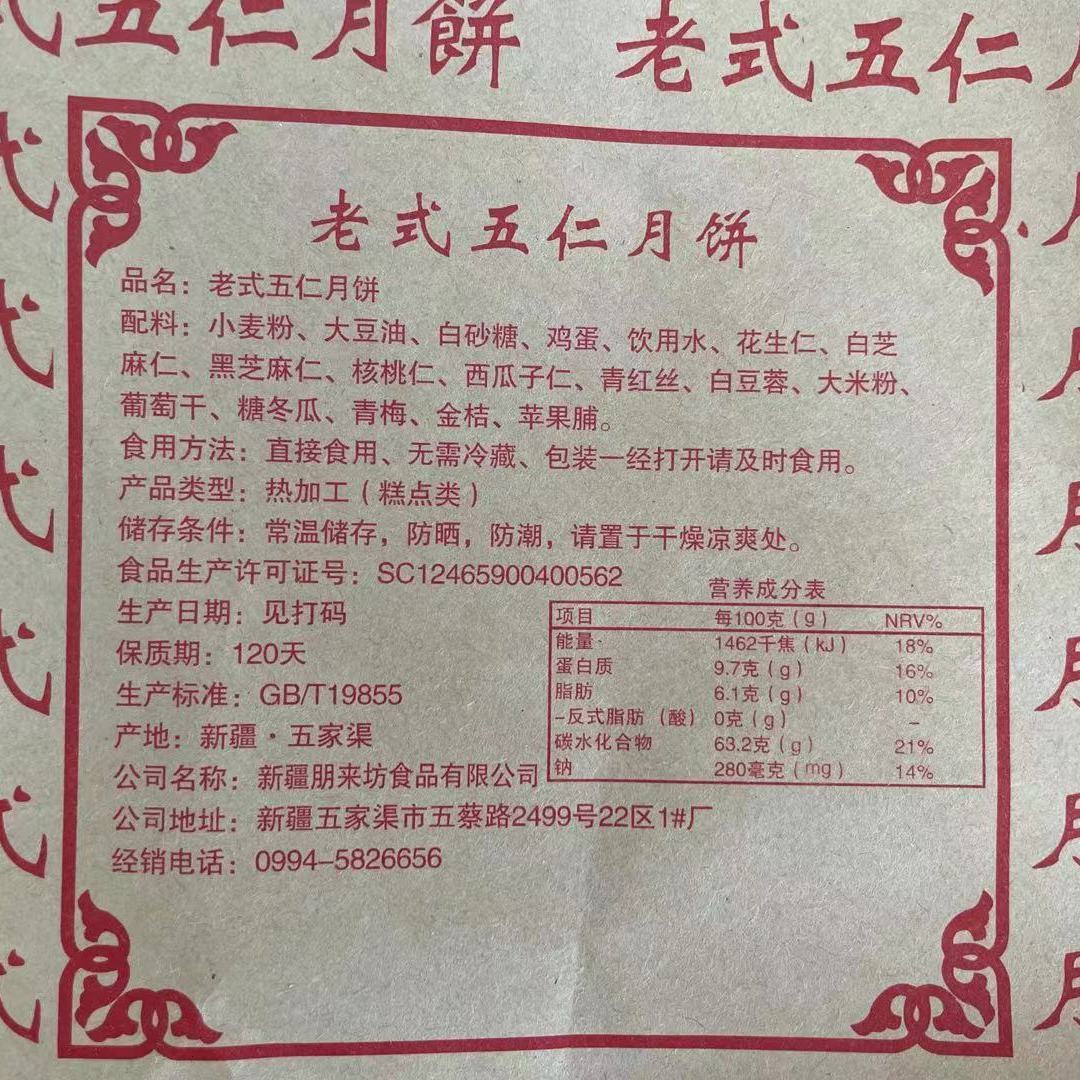 式五仁月餅 老式五仁月
老式五仁月饼
品名：老式五仁月饼
配料：小麦粉、大豆油、白砂糖、鸡蛋、饮用水、花生仁、白芝
麻仁、黑芝麻仁、核桃仁、西瓜子仁、青红丝、白豆蓉、大米粉、
葡萄干、糖冬瓜、青梅、金桔、苹果脯。
食用方法：直接食用、无需冷藏、包装一经打开请及时食用。
产品类型：热加工（糕点类）
储存条件：常温储存，防晒，防潮，请置于干燥凉爽处。
食品生产许可证号：SC12465900400562
生产日期：见打码
保质期：120天
生产标准：GB/T19855
产地：新疆·五家渠
公司名称：新疆朋来坊食品有限公司
公司地址：新疆五家渠市五蔡路2499号22区1#厂
经销电话：0994-5826656
营养成分表
项目 每100克（g） NRV%
能量 1462千焦（kJ） 18%
蛋白质 9.7克（g） 16%
脂肪 6.1克（g） 10%
-反式脂肪（酸） 0克（g） -
碳水化合物 63.2克（g） 21%
钠 280毫克（mg） 14%